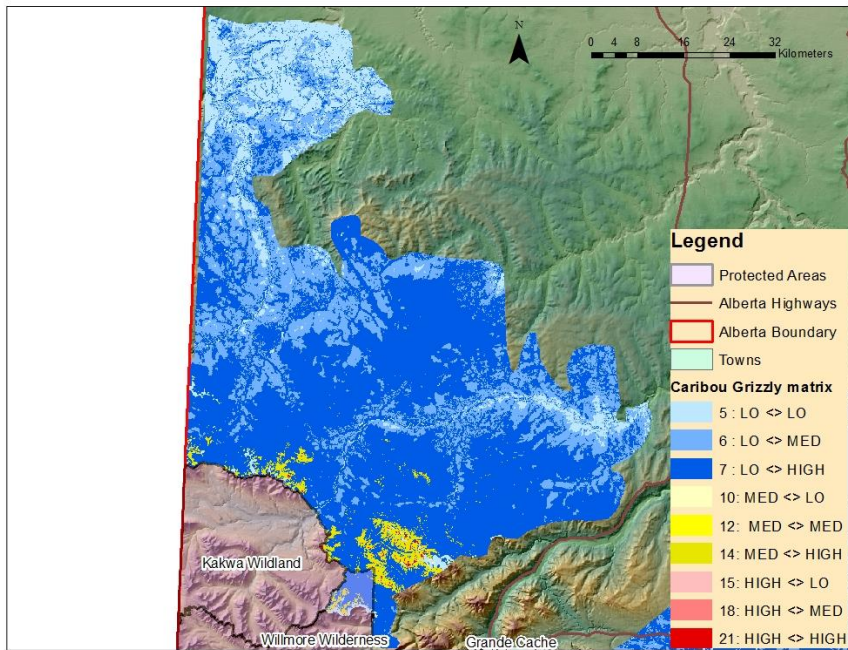 N
0 4 8 16 24 32
Kilometers
Legend
Protected Areas
Alberta Highways
Alberta Boundary
Towns
Caribou Grizzly matrix
5 : LO <> LO
6 : LO <> MED
7 : LO <> HIGH
10: MED <> LO
12: MED <> MED
14: MED <> HIGH
15: HIGH <> LO
18: HIGH <> MED
21: HIGH <> HIGH
Kakwa Wildland
Willmore Wilderness
Grande Cache